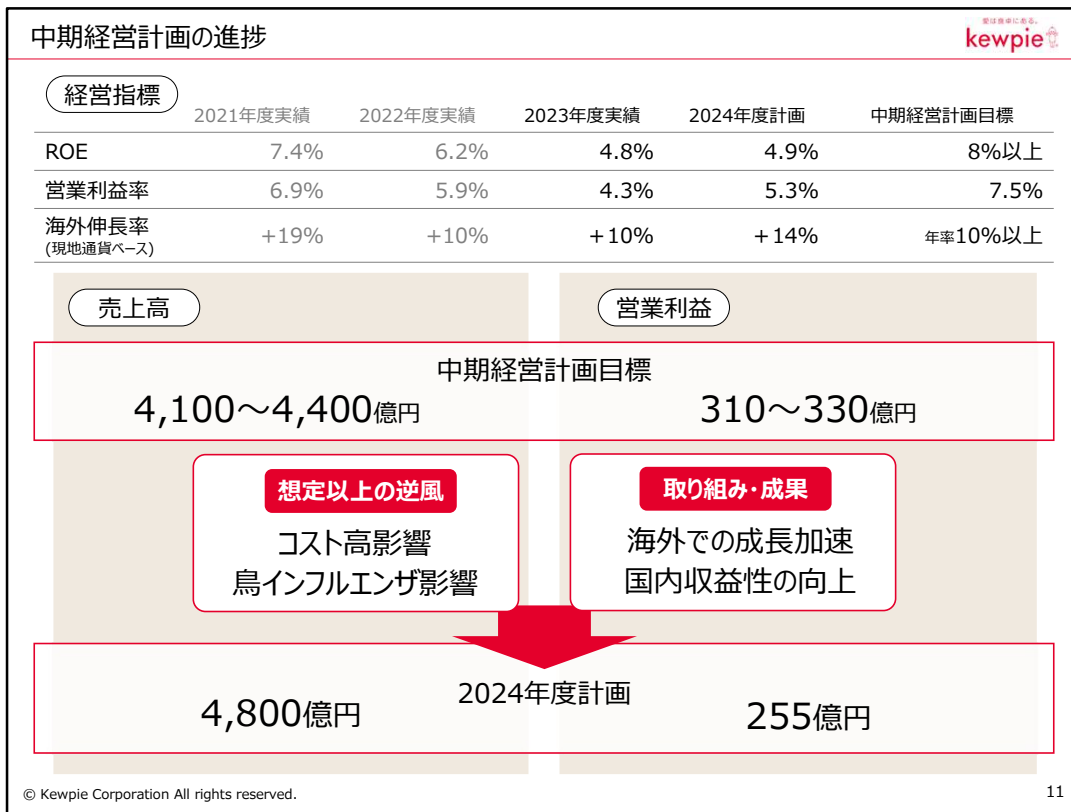 中期経営計画の進捗
愛は食卓にある。
kewpie
経営指標
2021年度実績 2022年度実績 2023年度実績 2024年度計画 中期経営計画目標
ROE 7.4% 6.2% 4.8% 4.9% 8%以上
営業利益率 6.9% 5.9% 4.3% 5.3% 7.5%
海外伸長率 +19% +10% +10% +14% 年率10%以上
(現地通貨ベース)
売上高 営業利益
中期経営計画目標
4,100～4,400億円 310～330億円
想定以上の逆風
コスト高影響
鳥インフルエンザ影響
取り組み・成果
海外での成長加速
国内収益性の向上
2024年度計画
4,800億円 255億円
© Kewpie Corporation All rights reserved. 11